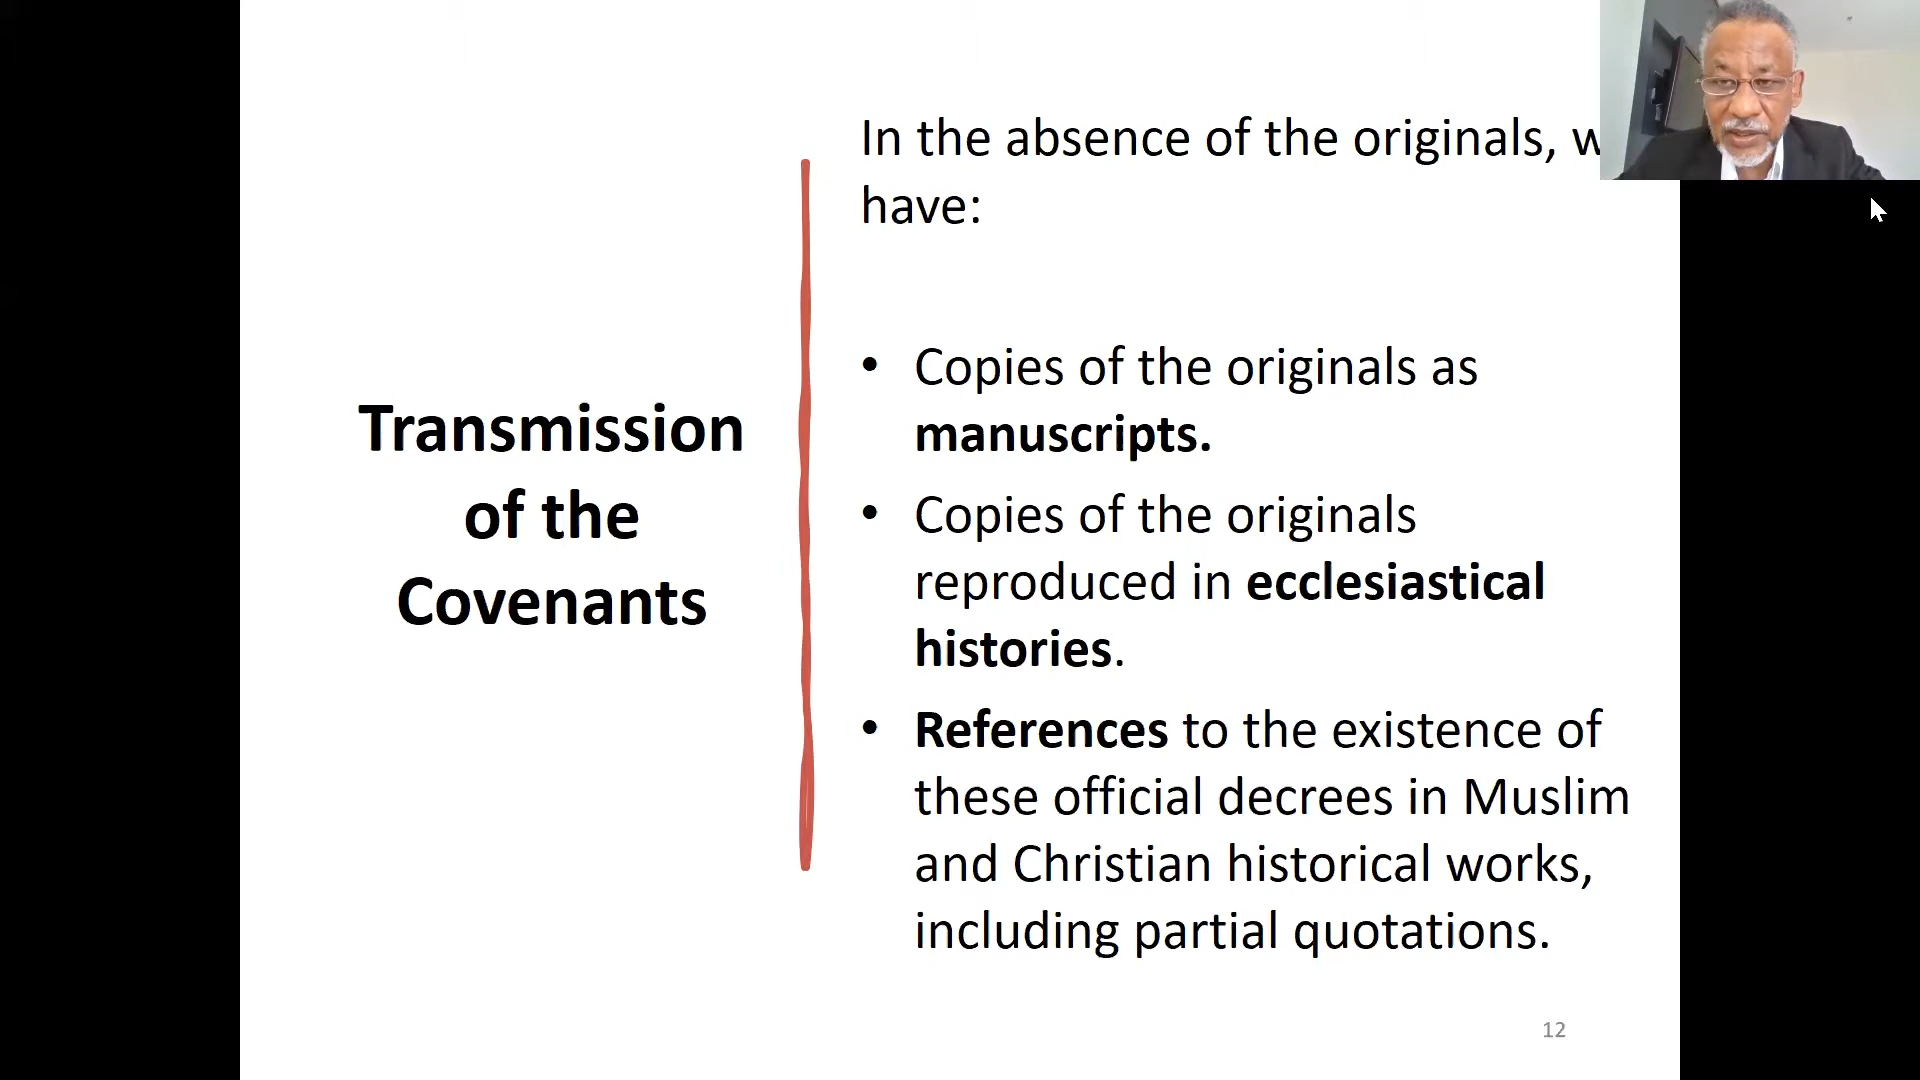 Transmission
of the
Covenants
In the absence of the originals,
have:
• Copies of the originals as
manuscripts.
• Copies of the originals
reproduced in ecclesiastical
histories.
• References to the existence of
these official decrees in Muslim
and Christian historical works,
including partial quotations.
12